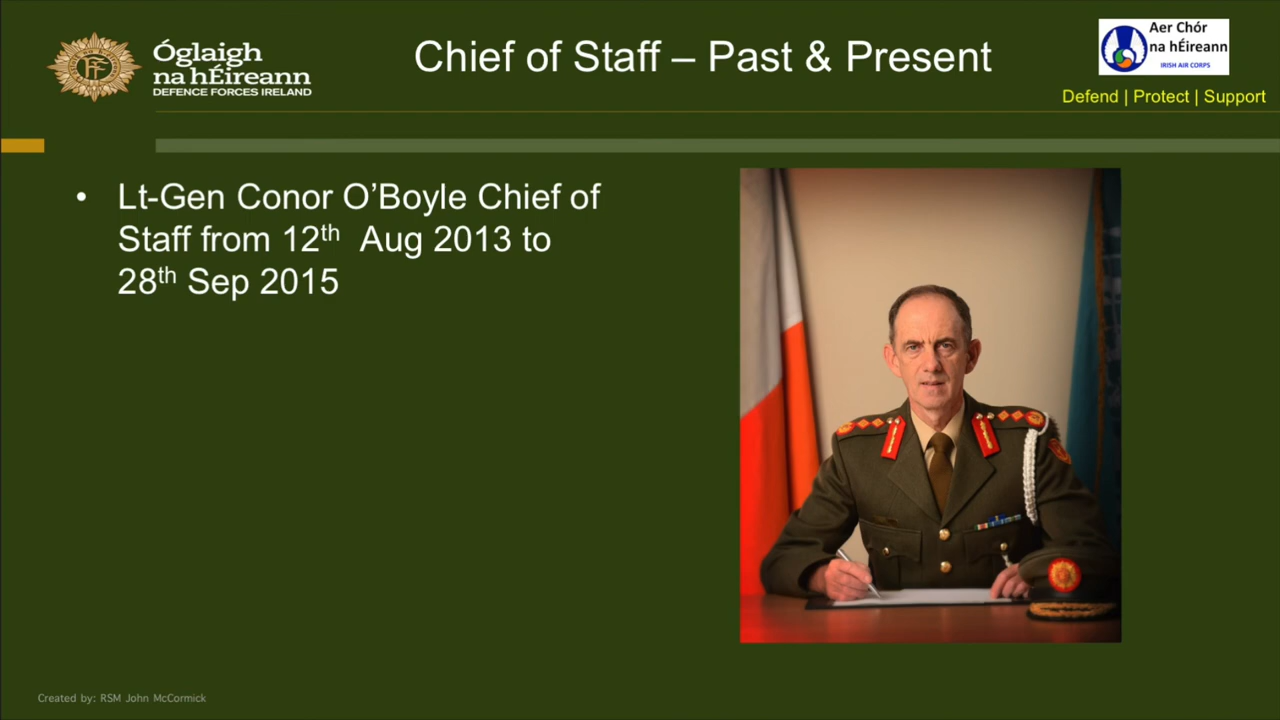 Óglaigh
na hÉireann
DEFENCE FORCES IRELAND
Chief of Staff – Past & Present
Aer Chór
na hÉireann
IRISH AIR CORPS
Defend | Protect | Support
• Lt-Gen Conor O’Boyle Chief of
Staff from 12th Aug 2013 to
28th Sep 2015
Created by: RSM John McCormick